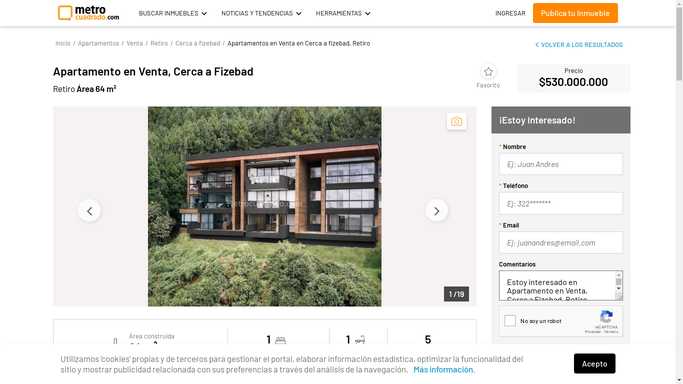 metro
cuadrado.com
BUSCAR INMUEBLES
NOTICIAS Y TENDENCIAS
HERRAMIENTAS
INGRESAR
Publica tu Inmueble
Inicio / Apartamentos / Venta / Retiro / Cerca a fizebad / Apartamentos en Venta en Cerca a fizebad, Retiro
VOLVER A LOS RESULTADOS
Apartamento en Venta, Cerca a Fizebad
Retiro Área 64 m²
Favorito
Precio
$530.000.000
1 /19
¡Estoy Interesado!
* Nombre
Ej: Juan Andres
* Teléfono
Ej: 322*******
* Email
Ej: juanandres@email.com
Comentarios
Estoy interesado en
Apartamento en Venta,
Cerca a Fizebad, Retiro
No soy un robot
reCAPTCHA
Privacidad - Términos
Área construida
1
1
5
Utilizamos 'cookies' propias y de terceros para gestionar el portal, elaborar información estadística, optimizar la funcionalidad del
sitio y mostrar publicidad relacionada con sus preferencias a través del análisis de la navegación. Más información.
Acepto